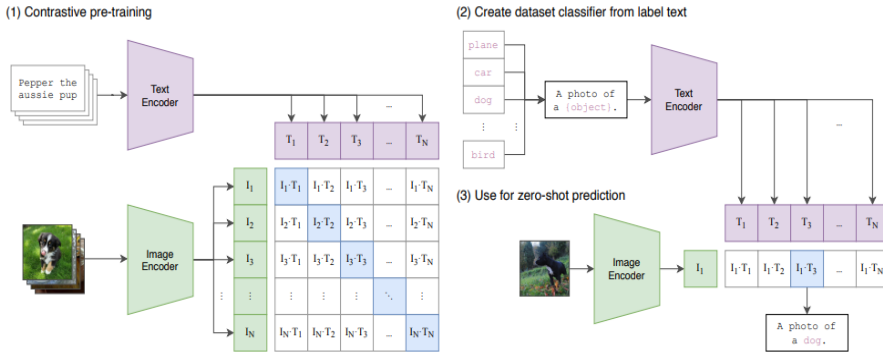 (1) Contrastive pre-training
Pepper the
aussie pup
Text
Encoder
...
T1 T2 T3 ... TN
I1 I1·T1 I1·T2 I1·T3 ... I1·TN
I2 I2·T1 I2·T2 I2·T3 ... I2·TN
I3 I3·T1 I3·T2 I3·T3 ... I3·TN
⋮ ⋮ ⋮ ⋮ ⋱ ⋮
IN IN·T1 IN·T2 IN·T3 ... IN·TN
Image
Encoder
(2) Create dataset classifier from label text
plane
car
dog
⋮ ⋮
bird
A photo of
a {object}.
Text
Encoder
...
(3) Use for zero-shot prediction
Image
Encoder
T1 T2 T3 ... TN
I1 I1·T1 I1·T2 I1·T3 ... I1·TN
A photo of
a dog.